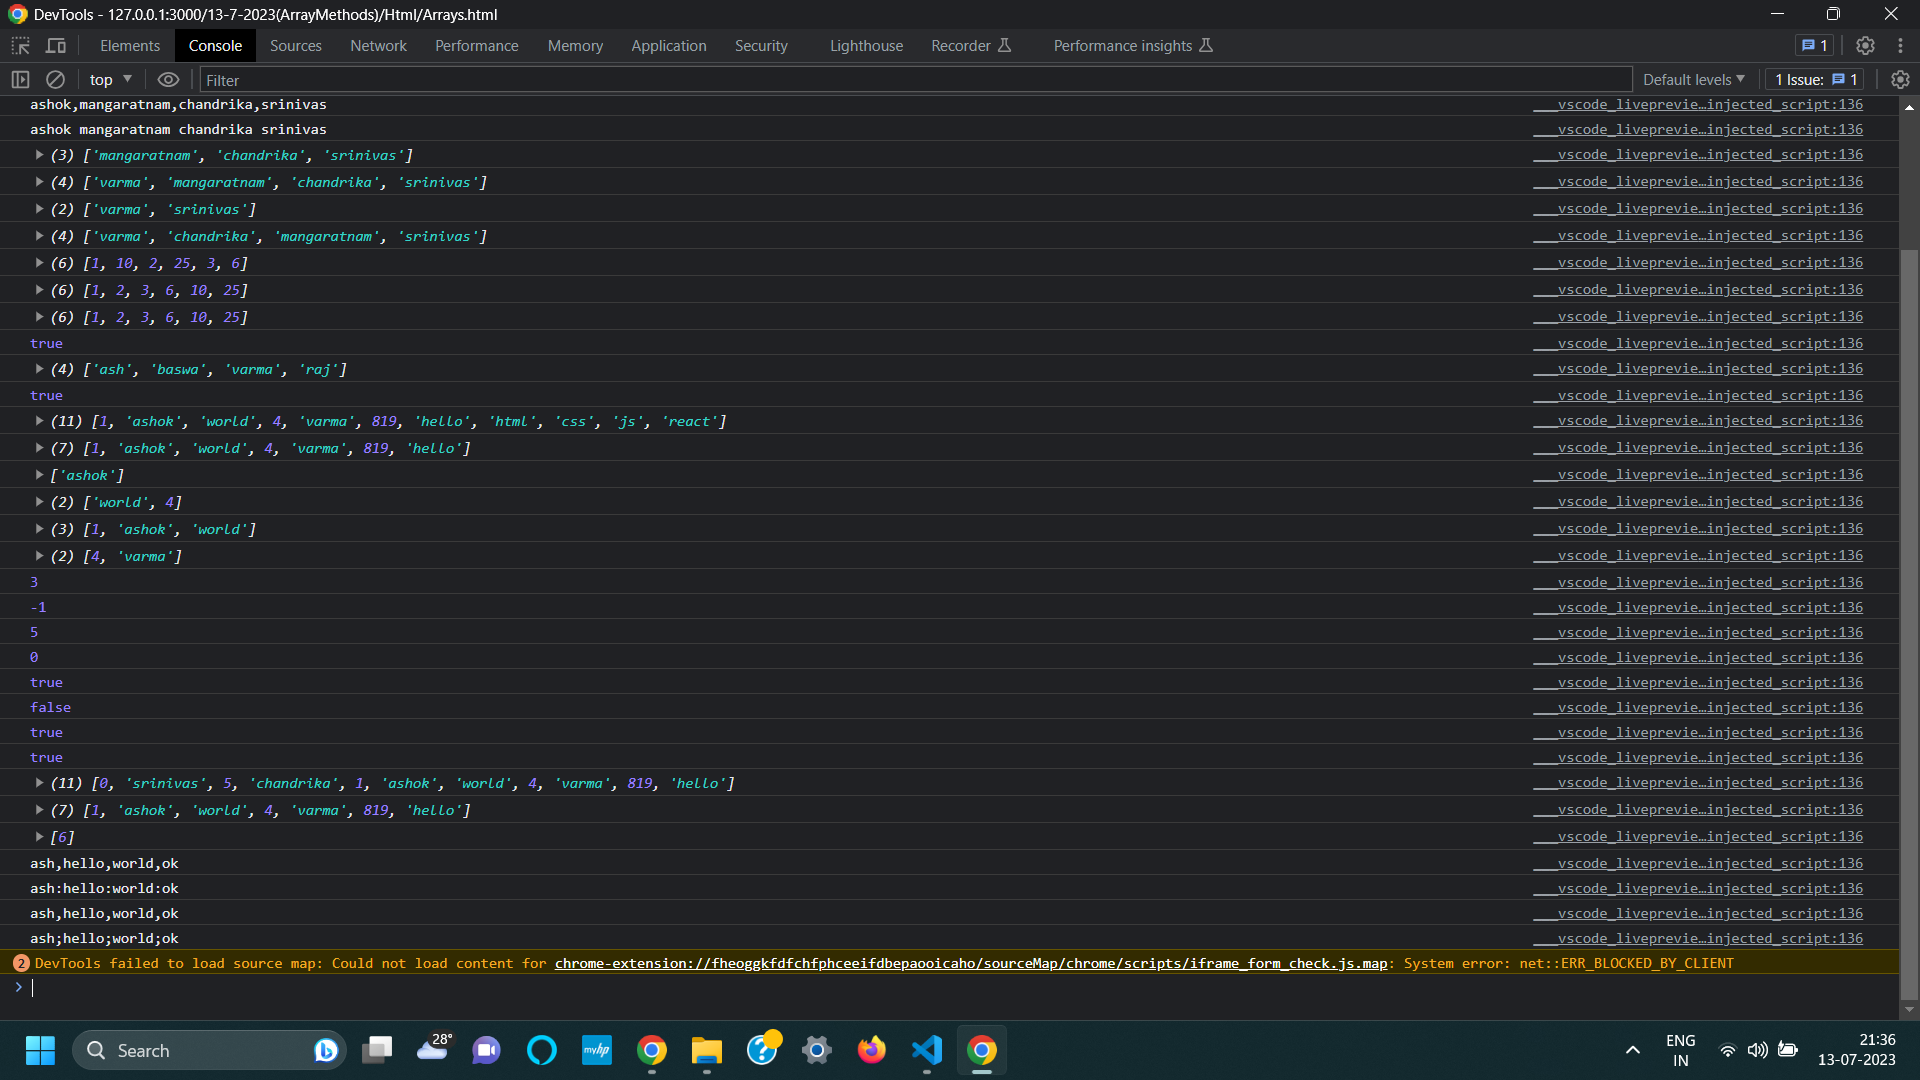 DevTools - 127.0.0.1:3000/13-7-2023(ArrayMethods)/Html/Arrays.html
Elements Console Sources Network Performance Memory Application Security Lighthouse Recorder Performance insights 1
top Filter Default levels 1 Issue: 1
ashok,mangaratnam,chandrika,srinivas ___vscode_liveprevie…injected_script:136
ashok mangaratnam chandrika srinivas ___vscode_liveprevie…injected_script:136
(3) ['mangaratnam', 'chandrika', 'srinivas'] ___vscode_liveprevie…injected_script:136
(4) ['varma', 'mangaratnam', 'chandrika', 'srinivas'] ___vscode_liveprevie…injected_script:136
(2) ['varma', 'srinivas'] ___vscode_liveprevie…injected_script:136
(4) ['varma', 'chandrika', 'mangaratnam', 'srinivas'] ___vscode_liveprevie…injected_script:136
(6) [1, 10, 2, 25, 3, 6] ___vscode_liveprevie…injected_script:136
(6) [1, 2, 3, 6, 10, 25] ___vscode_liveprevie…injected_script:136
(6) [1, 2, 3, 6, 10, 25] ___vscode_liveprevie…injected_script:136
true ___vscode_liveprevie…injected_script:136
(4) ['ash', 'baswa', 'varma', 'raj'] ___vscode_liveprevie…injected_script:136
true ___vscode_liveprevie…injected_script:136
(11) [1, 'ashok', 'world', 4, 'varma', 819, 'hello', 'html', 'css', 'js', 'react'] ___vscode_liveprevie…injected_script:136
(7) [1, 'ashok', 'world', 4, 'varma', 819, 'hello'] ___vscode_liveprevie…injected_script:136
['ashok'] ___vscode_liveprevie…injected_script:136
(2) ['world', 4] ___vscode_liveprevie…injected_script:136
(3) [1, 'ashok', 'world'] ___vscode_liveprevie…injected_script:136
(2) [4, 'varma'] ___vscode_liveprevie…injected_script:136
3 ___vscode_liveprevie…injected_script:136
-1 ___vscode_liveprevie…injected_script:136
5 ___vscode_liveprevie…injected_script:136
0 ___vscode_liveprevie…injected_script:136
true ___vscode_liveprevie…injected_script:136
false ___vscode_liveprevie…injected_script:136
true ___vscode_liveprevie…injected_script:136
true ___vscode_liveprevie…injected_script:136
(11) [0, 'srinivas', 5, 'chandrika', 1, 'ashok', 'world', 4, 'varma', 819, 'hello'] ___vscode_liveprevie…injected_script:136
(7) [1, 'ashok', 'world', 4, 'varma', 819, 'hello'] ___vscode_liveprevie…injected_script:136
[6] ___vscode_liveprevie…injected_script:136
ash,hello,world,ok ___vscode_liveprevie…injected_script:136
ash:hello:world:ok ___vscode_liveprevie…injected_script:136
ash,hello,world,ok ___vscode_liveprevie…injected_script:136
ash;hello;world;ok ___vscode_liveprevie…injected_script:136
2 DevTools failed to load source map: Could not load content for chrome-extension://fheoggkfdfchfphceeifdbepaooicaho/sourceMap/chrome/scripts/iframe_form_check.js.map: System error: net::ERR_BLOCKED_BY_CLIENT
Search 28° myhp ENG IN 21:36 13-07-2023